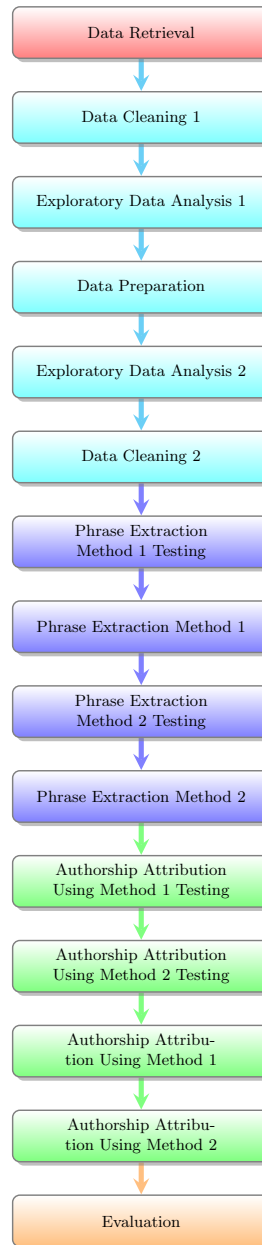 Data Retrieval
Data Cleaning 1
Exploratory Data Analysis 1
Data Preparation
Exploratory Data Analysis 2
Data Cleaning 2
Phrase Extraction
Method 1 Testing
Phrase Extraction Method 1
Phrase Extraction
Method 2 Testing
Phrase Extraction Method 2
Authorship Attribution
Using Method 1 Testing
Authorship Attribution
Using Method 2 Testing
Authorship Attribu-
tion Using Method 1
Authorship Attribu-
tion Using Method 2
Evaluation